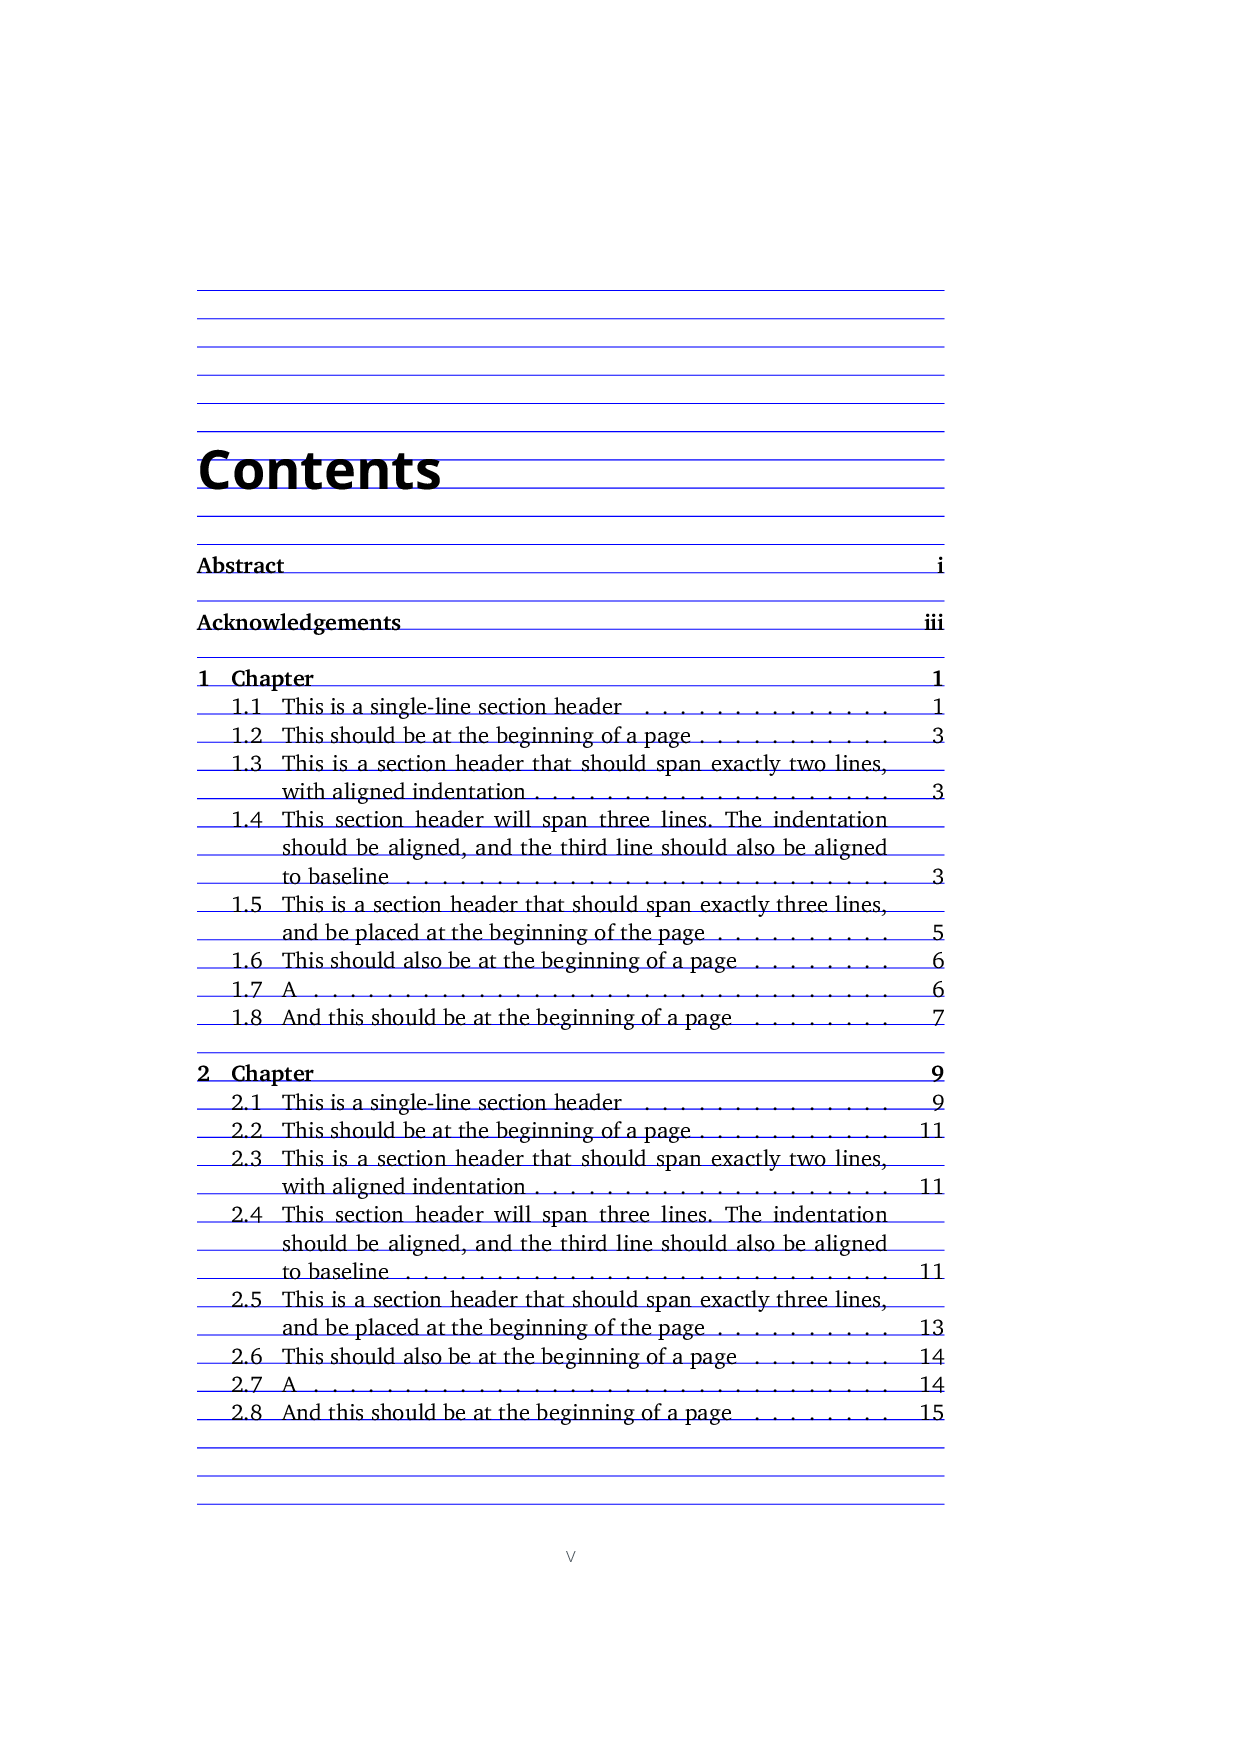 Contents
Abstract i
Acknowledgements iii
1 Chapter 1
1.1 This is a single-line section header . . . . . . . . . . . . . . 1
1.2 This should be at the beginning of a page . . . . . . . . . . . 3
1.3 This is a section header that should span exactly two lines,
with aligned indentation . . . . . . . . . . . . . . . . . . . . 3
1.4 This section header will span three lines. The indentation
should be aligned, and the third line should also be aligned
to baseline . . . . . . . . . . . . . . . . . . . . . . . . . . . 3
1.5 This is a section header that should span exactly three lines,
and be placed at the beginning of the page . . . . . . . . . . 5
1.6 This should also be at the beginning of a page . . . . . . . . 6
1.7 A . . . . . . . . . . . . . . . . . . . . . . . . . . . . . . . . 6
1.8 And this should be at the beginning of a page . . . . . . . . 7
2 Chapter 9
2.1 This is a single-line section header . . . . . . . . . . . . . . 9
2.2 This should be at the beginning of a page . . . . . . . . . . . 11
2.3 This is a section header that should span exactly two lines,
with aligned indentation . . . . . . . . . . . . . . . . . . . . 11
2.4 This section header will span three lines. The indentation
should be aligned, and the third line should also be aligned
to baseline . . . . . . . . . . . . . . . . . . . . . . . . . . . 11
2.5 This is a section header that should span exactly three lines,
and be placed at the beginning of the page . . . . . . . . . . 13
2.6 This should also be at the beginning of a page . . . . . . . . 14
2.7 A . . . . . . . . . . . . . . . . . . . . . . . . . . . . . . . . 14
2.8 And this should be at the beginning of a page . . . . . . . . 15
V